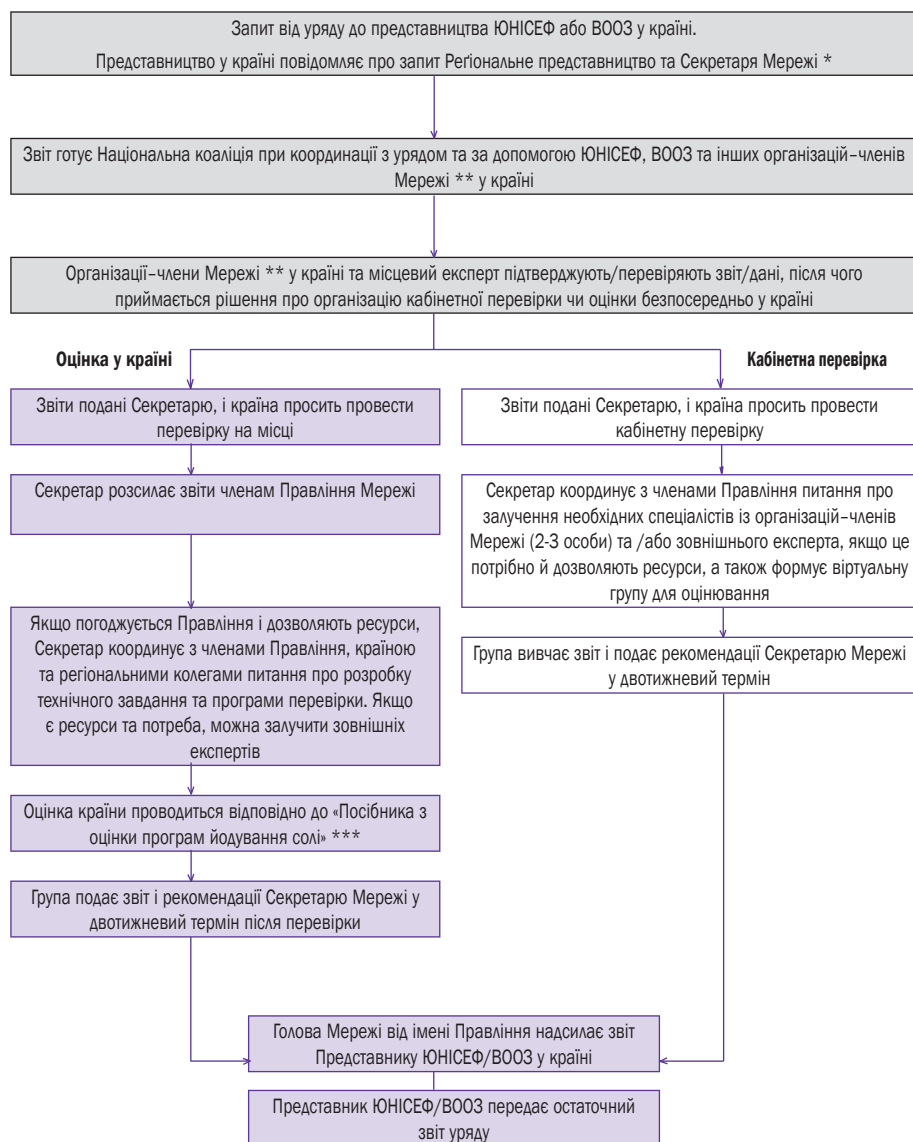 Запит від уряду до представництва ЮНІСЕФ або ВООЗ у країні.
Представництво у країні повідомляє про запит Регіональне представництво та Секретаря Мережі *
Звіт готує Національна коаліція при координації з урядом та за допомогою ЮНІСЕФ, ВООЗ та інших організацій–членів
Мережі ** у країні
Організації–члени Мережі ** у країні та місцевий експерт підтверджують/перевіряють звіт/дані, після чого
приймається рішення про організацію кабінетної перевірки чи оцінки безпосередньо у країні
Оцінка у країні
Звіти подані Секретарю, і країна просить провести
перевірку на місці
Секретар розсилає звіти членам Правління Мережі
Якщо погоджується Правління і дозволяють ресурси,
Секретар координує з членами Правління, країною
та регіональними колегами питання про розробку
технічного завдання та програми перевірки. Якщо
є ресурси та потреба, можна залучити зовнішніх
експертів
Оцінка країни проводиться відповідно до «Посібника з
оцінки програм йодування солі» ***
Група подає звіт і рекомендації Секретарю Мережі у
двотижневий термін після перевірки
Кабінетна перевірка
Звіти подані Секретарю, і країна просить провести
кабінетну перевірку
Секретар координує з членами Правління питання про
залучення необхідних спеціалістів із організацій–членів
Мережі (2-3 особи) та /або зовнішнього експерта, якщо це
потрібно й дозволяють ресурси, а також формує віртуальну
групу для оцінювання
Група вивчає звіт і подає рекомендації Секретарю Мережі
у двотижневий термін
Голова Мережі від імені Правління надсилає звіт
Представнику ЮНІСЕФ/ВООЗ у країні
Представник ЮНІСЕФ/ВООЗ передає остаточний
звіт уряду